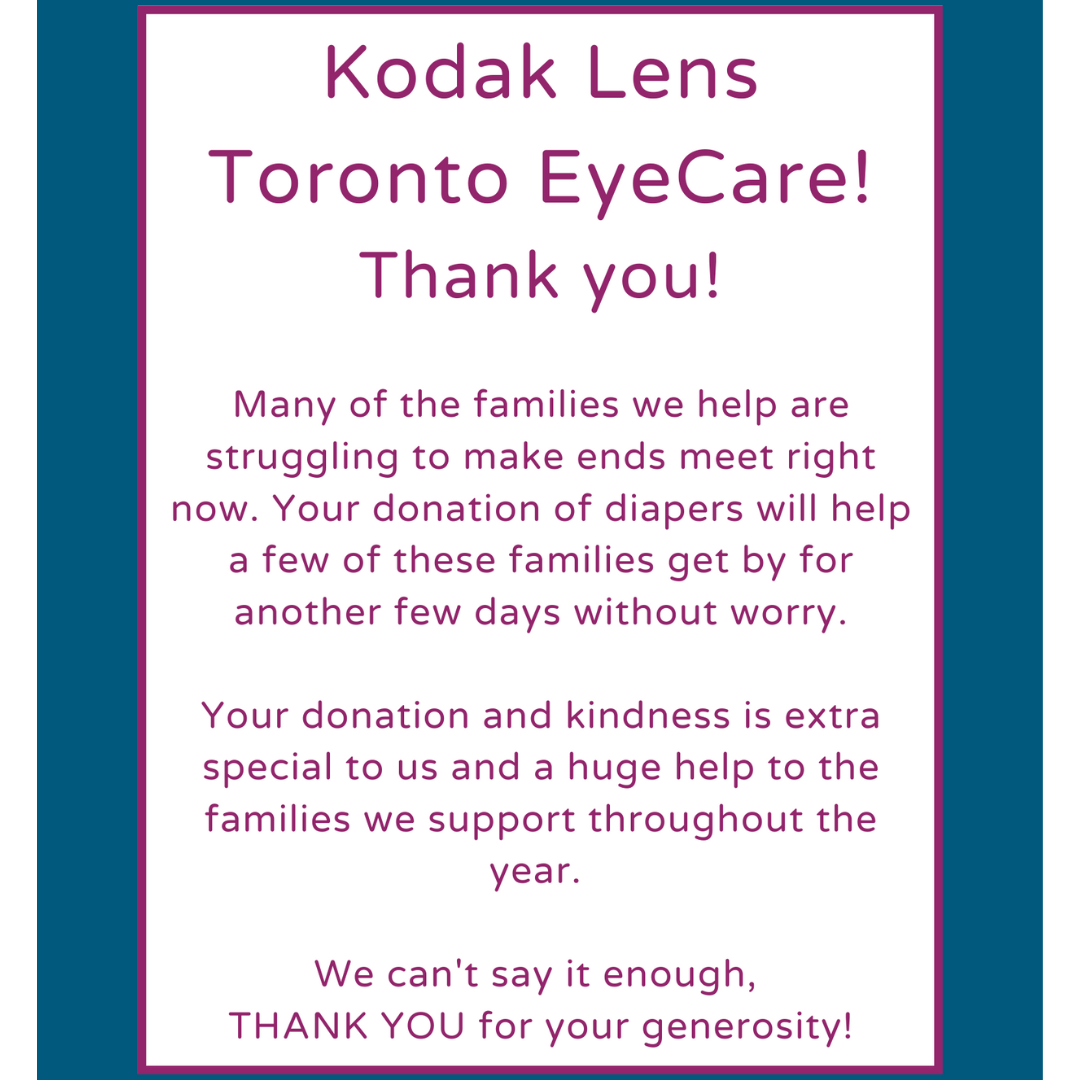 Kodak Lens
Toronto EyeCare!
Thank you!
Many of the families we help are
struggling to make ends meet right
now. Your donation of diapers will help
a few of these families get by for
another few days without worry.
Your donation and kindness is extra
special to us and a huge help to the
families we support throughout the
year.
We can't say it enough,
THANK YOU for your generosity!